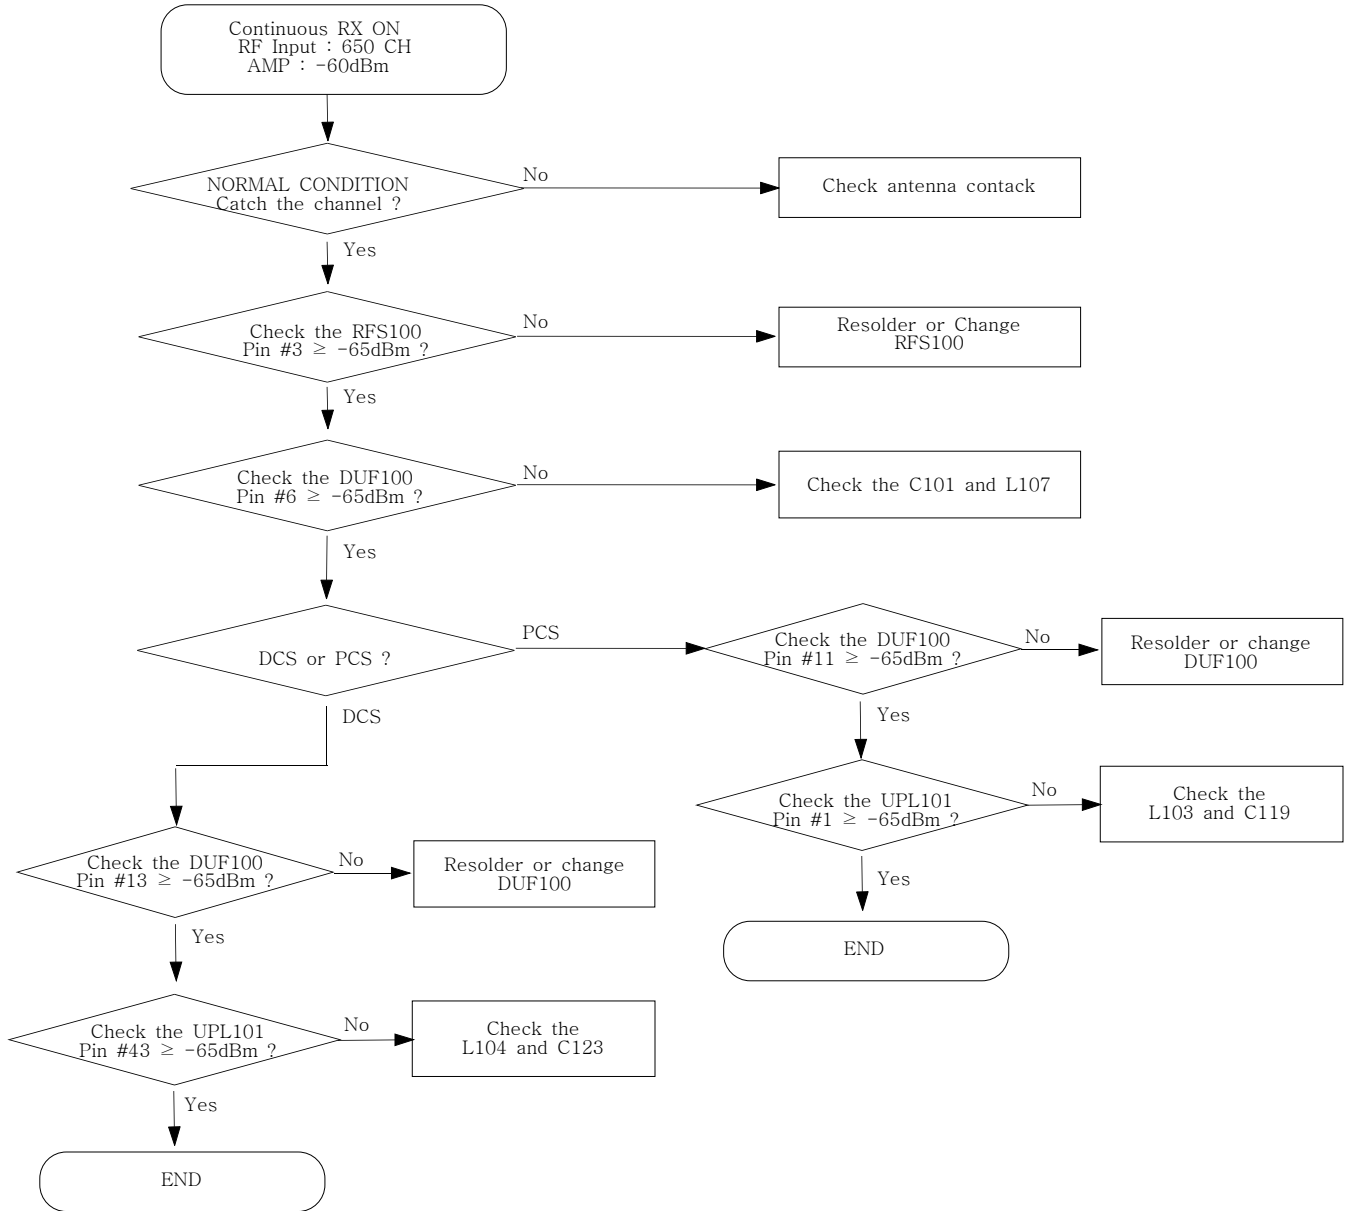 Continuous RX ON
RF Input : 650 CH
AMP : -60dBm
NORMAL CONDITION
Catch the channel ?
No
Check antenna contack
Yes
Check the RFS100
Pin #3 ≥ -65dBm ?
No
Resolder or Change
RFS100
Yes
Check the DUF100
Pin #6 ≥ -65dBm ?
No
Check the C101 and L107
Yes
DCS or PCS ?
PCS
Check the DUF100
Pin #11 ≥ -65dBm ?
No
Resolder or change
DUF100
DCS
Yes
Check the UPL101
Pin #1 ≥ -65dBm ?
No
Check the
L103 and C119
Yes
END
Check the DUF100
Pin #13 ≥ -65dBm ?
No
Resolder or change
DUF100
Yes
Check the UPL101
Pin #43 ≥ -65dBm ?
No
Check the
L104 and C123
Yes
END